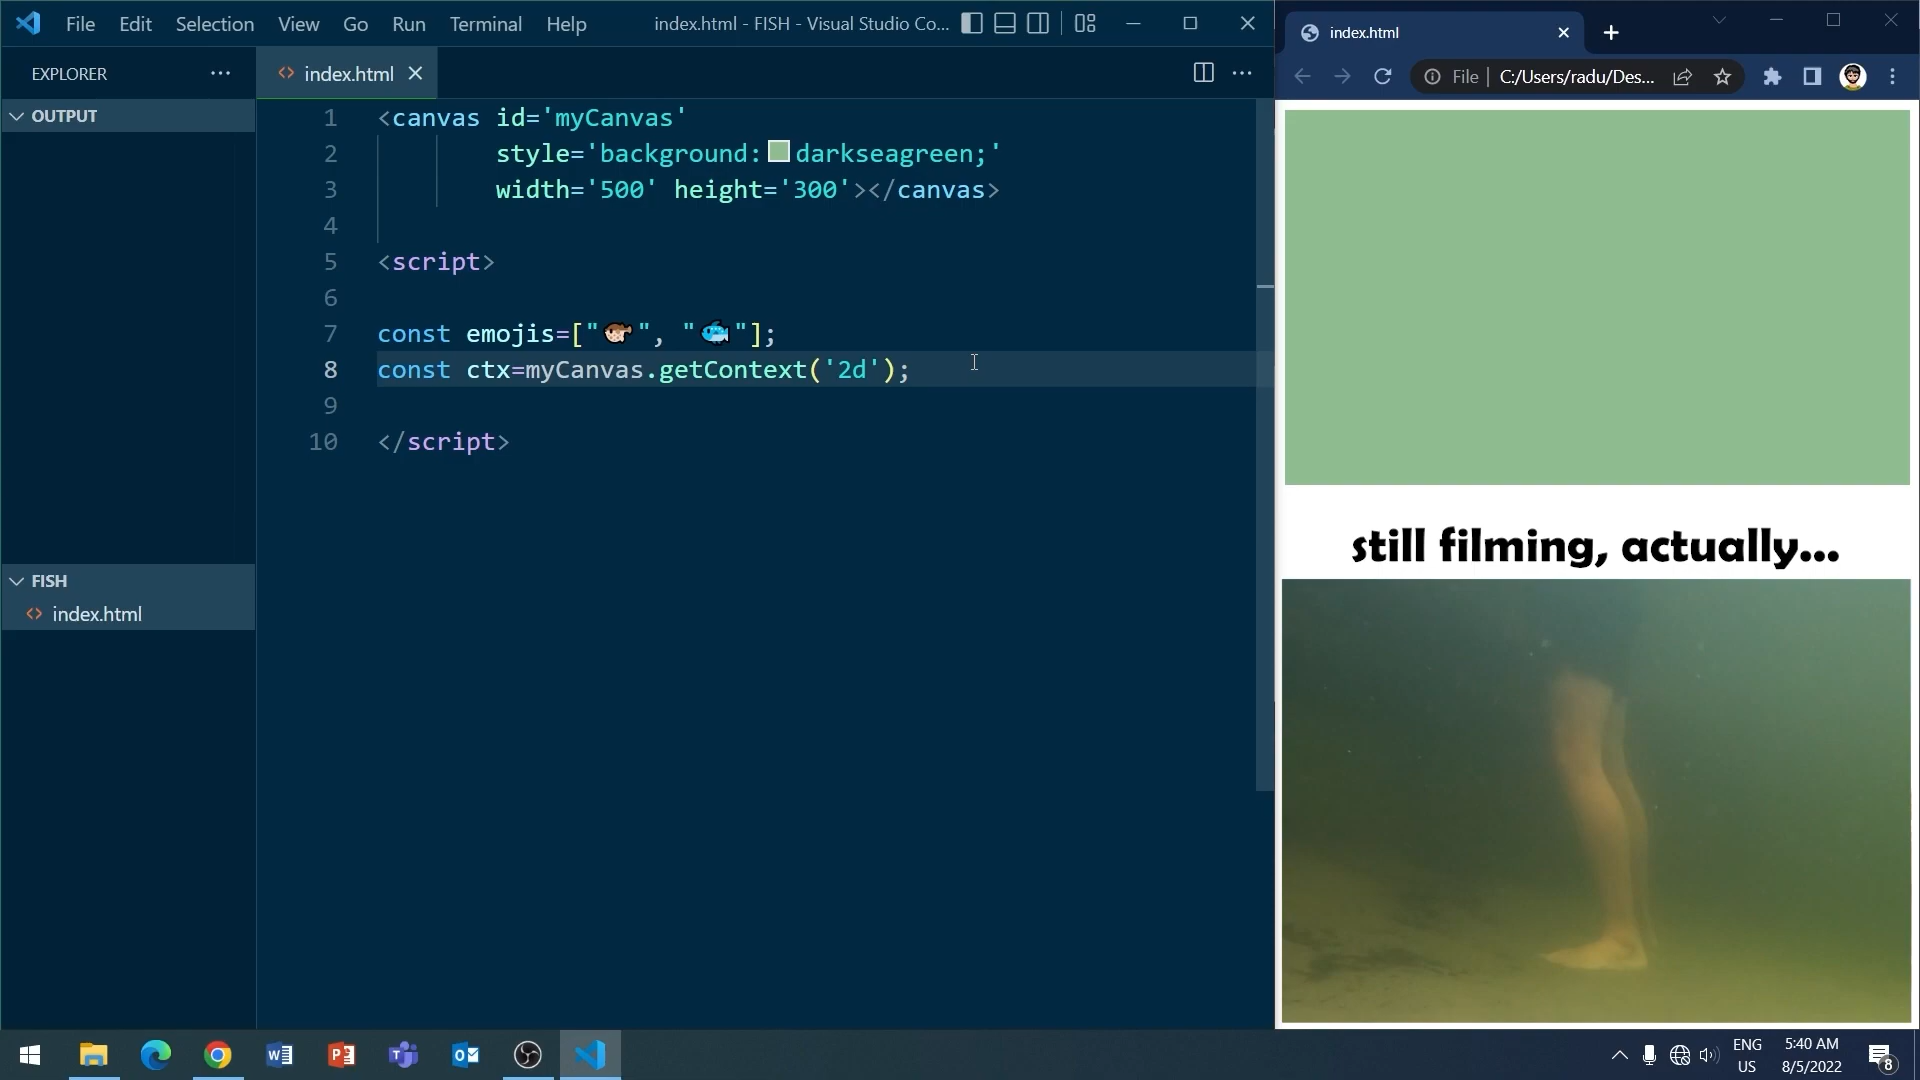 File Edit Selection View Go Run Terminal Help
index.html - FISH - Visual Studio Co...
EXPLORER
index.html
OUTPUT
1 <canvas id='myCanvas'
2 style='background:darkseagreen;'
3 width='500' height='300'></canvas>
4
5 <script>
6
7 const emojis=["🐡", "🐟"];
8 const ctx=myCanvas.getContext('2d');
9
10 </script>
FISH
index.html
index.html
File C:/Users/radu/Des...
still filming, actually...
ENG
US
5:40 AM
8/5/2022
8